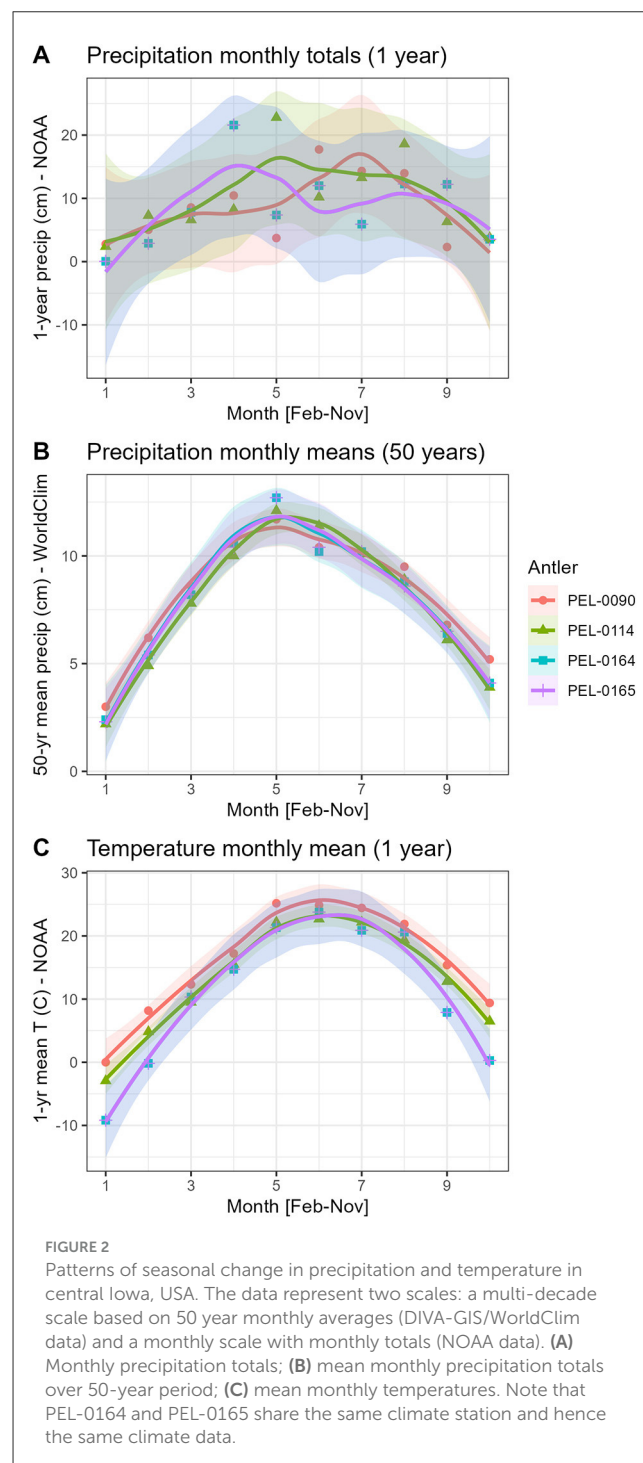 A Precipitation monthly totals (1 year)
1-year precip (cm) - NOAA
20
10
0
-10
1 3 5 7 9
Month [Feb-Nov]
B Precipitation monthly means (50 years)
50-yr mean precip (cm) - WorldClim
10
5
0
1 3 5 7 9
Month [Feb-Nov]
Antler
PEL-0090
PEL-0114
PEL-0164
PEL-0165
C Temperature monthly mean (1 year)
1-yr mean T (C) - NOAA
30
20
10
0
-10
1 3 5 7 9
Month [Feb-Nov]
FIGURE 2
Patterns of seasonal change in precipitation and temperature in
central Iowa, USA. The data represent two scales: a multi-decade
scale based on 50 year monthly averages (DIVA-GIS/WorldClim
data) and a monthly scale with monthly totals (NOAA data). (A)
Monthly precipitation totals; (B) mean monthly precipitation totals
over 50-year period; (C) mean monthly temperatures. Note that
PEL-0164 and PEL-0165 share the same climate station and hence
the same climate data.